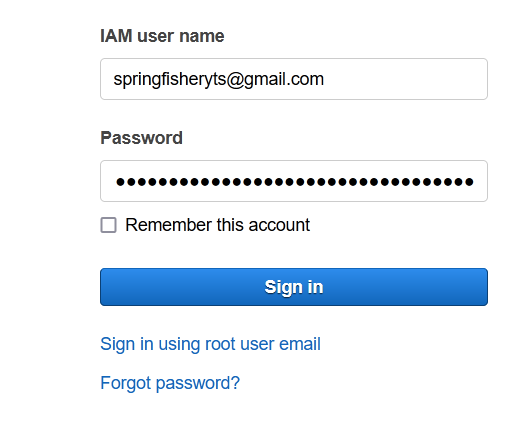 IAM user name
springfisheryts@gmail.com
Password
••••••••••••••••••••••••••••••••••
Remember this account
Sign in
Sign in using root user email
Forgot password?